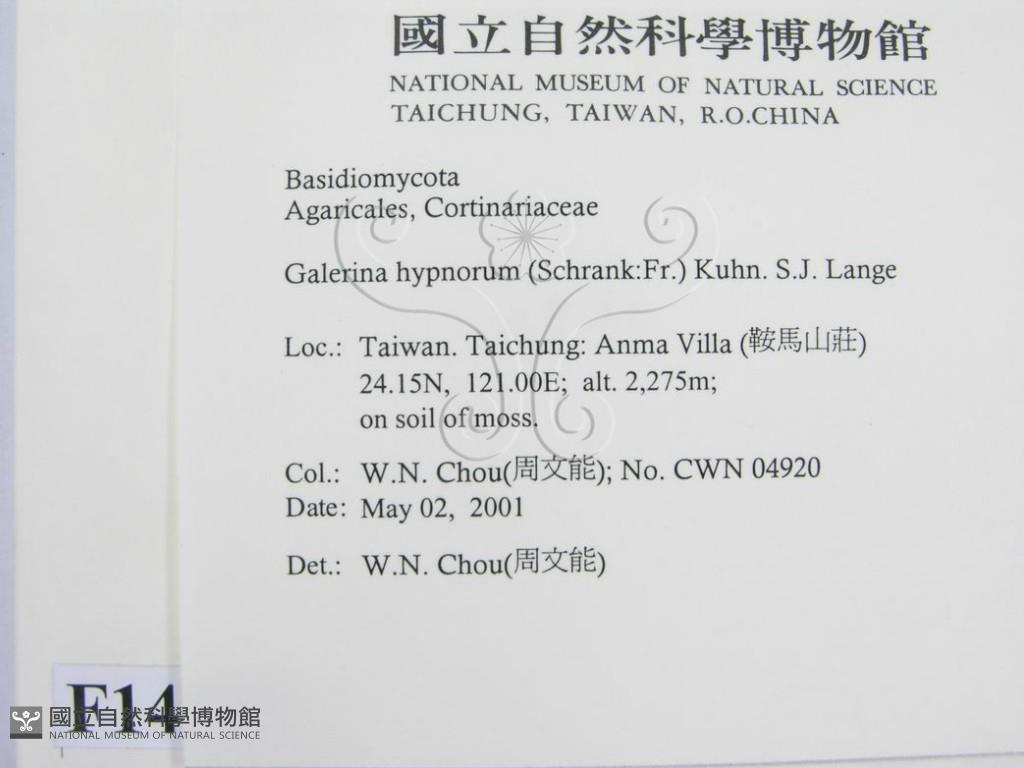 國立自然科學博物館
NATIONAL MUSEUM OF NATURAL SCIENCE
TAICHUNG, TAIWAN, R.O.CHINA
Basidiomycota
Agaricales, Cortinariaceae
Galerina hypnorum (Schrank:Fr.) Kuhn. S.J. Lange
Loc.: Taiwan. Taichung: Anma Villa (鞍馬山莊)
24.15N, 121.00E; alt. 2,275m;
on soil of moss.
Col.: W.N. Chou(周文能); No. CWN 04920
Date: May 02, 2001
Det.: W.N. Chou(周文能)
F14
國立自然科學博物館
NATIONAL MUSEUM OF NATURAL SCIENCE